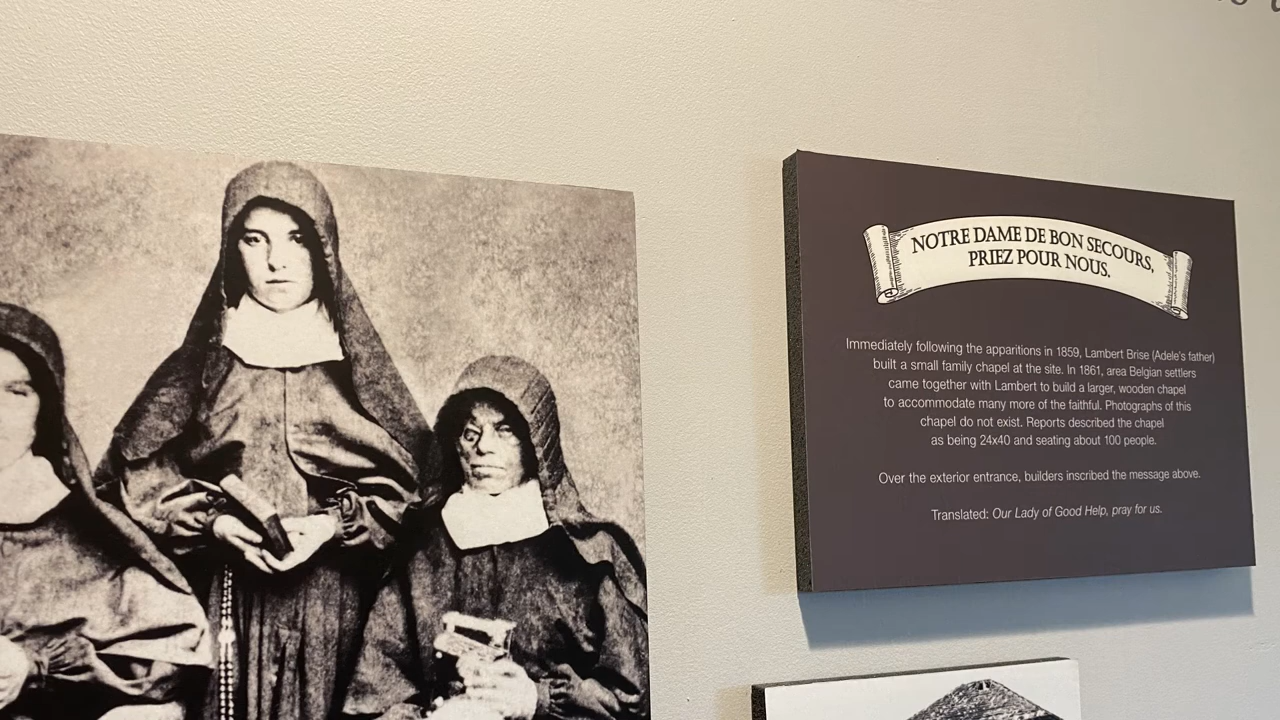 NOTRE DAME DE BON SECOURS,
PRIEZ POUR NOUS.
Immediately following the apparitions in 1859, Lambert Brise (Adele's father)
built a small family chapel at the site. In 1861, area Belgian settlers
came together with Lambert to build a larger, wooden chapel
to accommodate many more of the faithful. Photographs of this
chapel do not exist. Reports described the chapel
as being 24x40 and seating about 100 people.
Over the exterior entrance, builders inscribed the message above.
Translated: Our Lady of Good Help, pray for us.